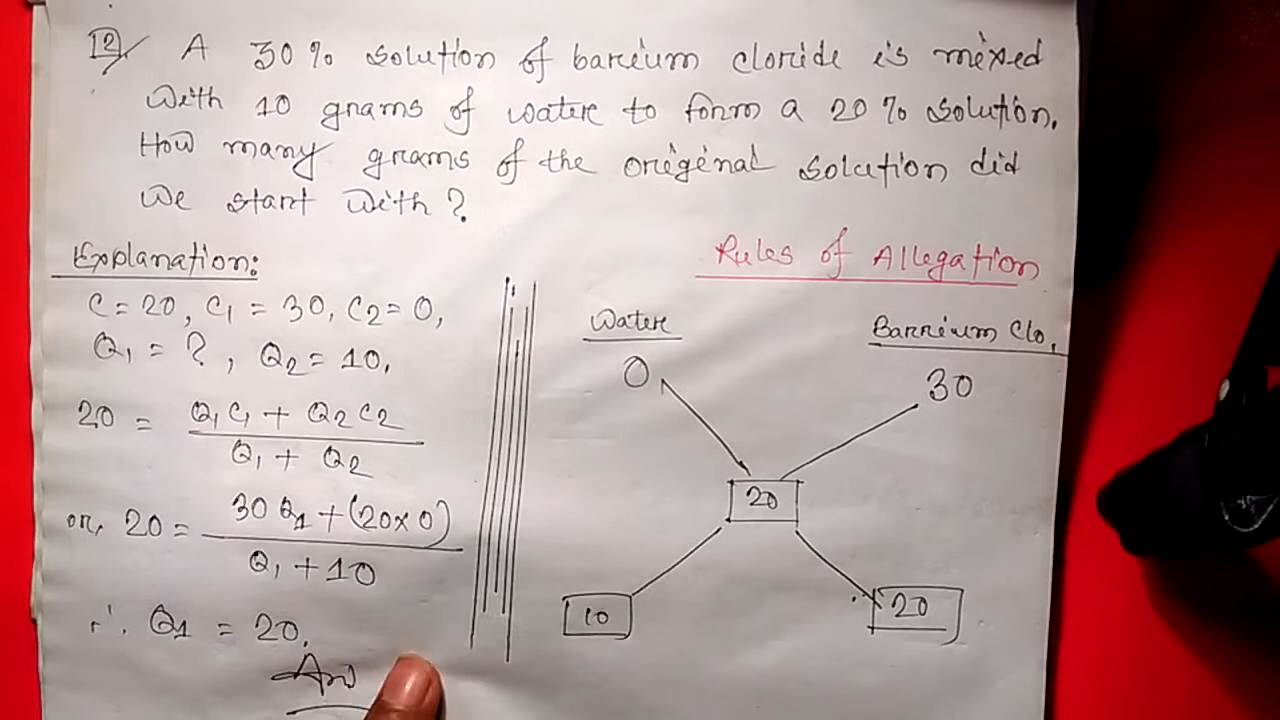 12/ A 30% solution of barium cloride is mixed
with 10 grams of water to form a 20% solution.
How many grams of the original solution did
we start with?
Explanation:
C = 20, C₁ = 30, C₂ = 0,
Q₁ = ?, Q₂ = 10,
20 = (Q₁C₁ + Q₂C₂) / (Q₁ + Q₂)
or, 20 = (30Q₁ + (20×0)) / (Q₁ + 10)
∴ Q₁ = 20.
Ans
Rules of Allegation
Water
Barrium Clo.
0
30
20
10
20